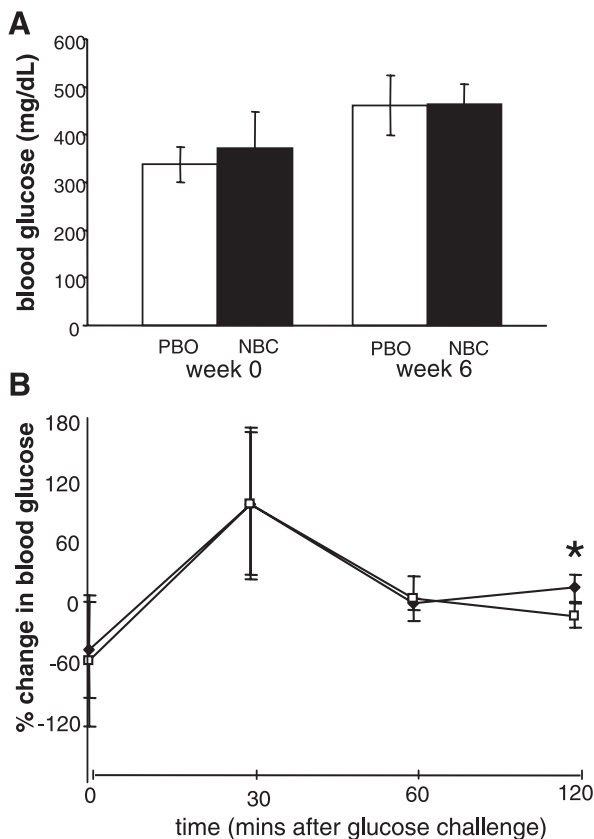 A
blood glucose (mg/dL)
600
500
400
300
200
100
0
PBO NBC PBO NBC
week 0 week 6
B
% change in blood glucose
180
120
60
0
-60
-120
*
0 30 60 120
time (mins after glucose challenge)